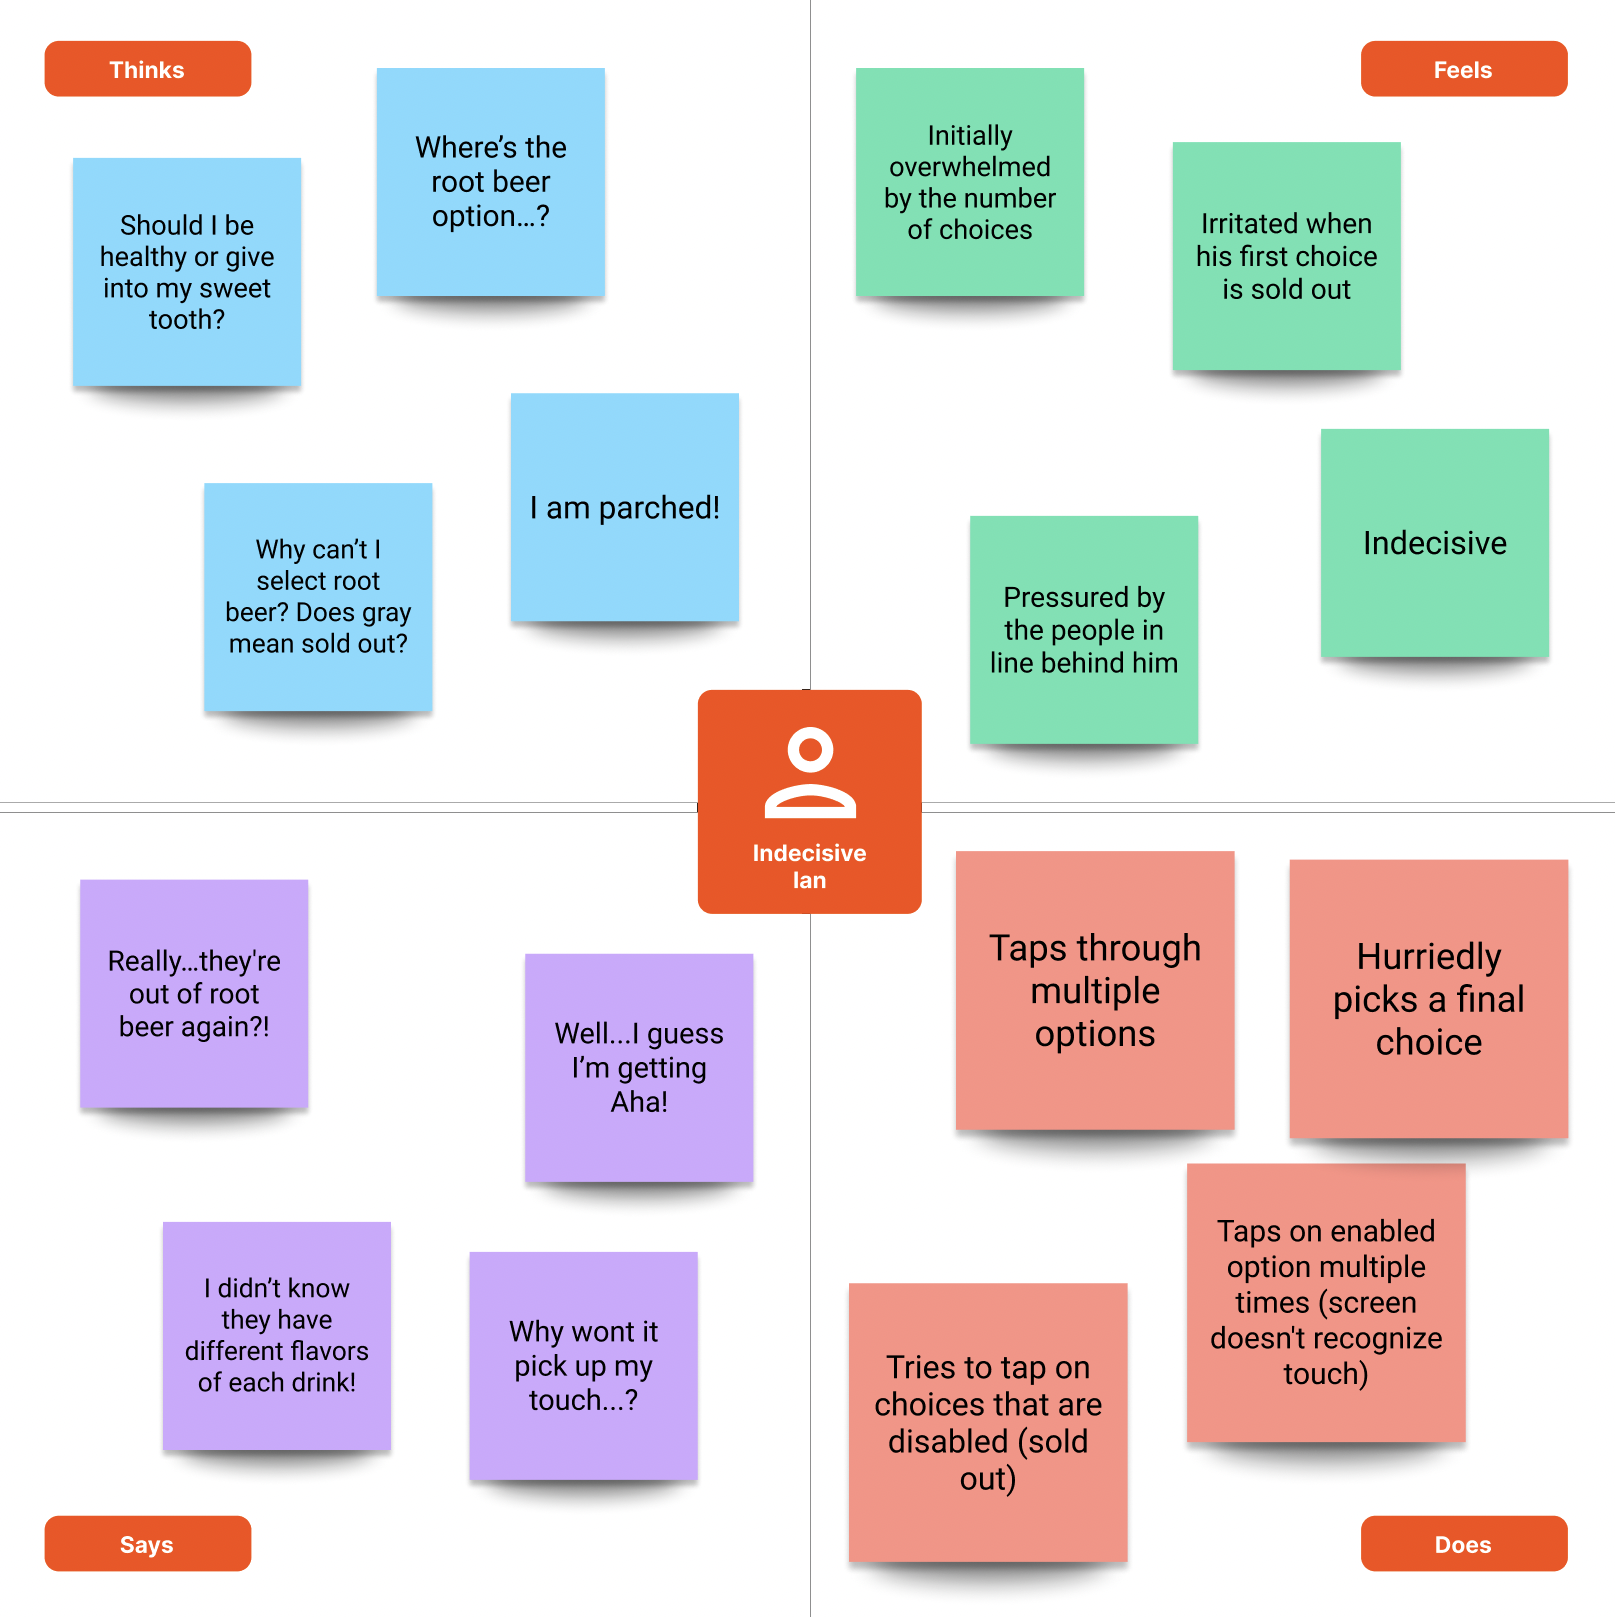 Thinks
Should I be
healthy or give
into my sweet
tooth?
Where’s the
root beer
option...?
Why can’t I
select root
beer? Does gray
mean sold out?
I am parched!
Feels
Initially
overwhelmed
by the number
of choices
Irritated when
his first choice
is sold out
Pressured by
the people in
line behind him
Indecisive
Indecisive
Ian
Really...they're
out of root
beer again?!
Well...I guess
I’m getting
Aha!
I didn’t know
they have
different flavors
of each drink!
Why wont it
pick up my
touch...?
Says
Taps through
multiple
options
Hurriedly
picks a final
choice
Tries to tap on
choices that are
disabled (sold
out)
Taps on enabled
option multiple
times (screen
doesn't recognize
touch)
Does